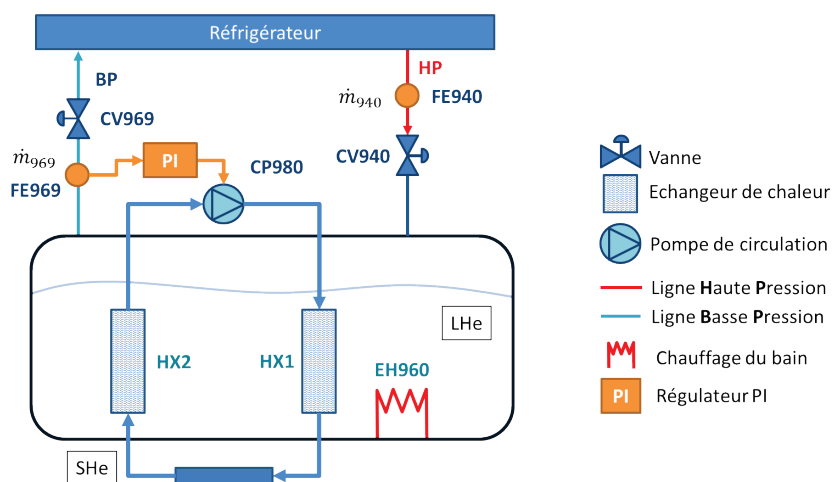 Réfrigérateur
BP
HP
CV969
ṁ940
FE940
ṁ969
PI
CP980
CV940
FE969
LHe
HX2
HX1
EH960
SHe
Vanne
Echangeur de chaleur
Pompe de circulation
Ligne Haute Pression
Ligne Basse Pression
Chauffage du bain
PI
Régulateur PI